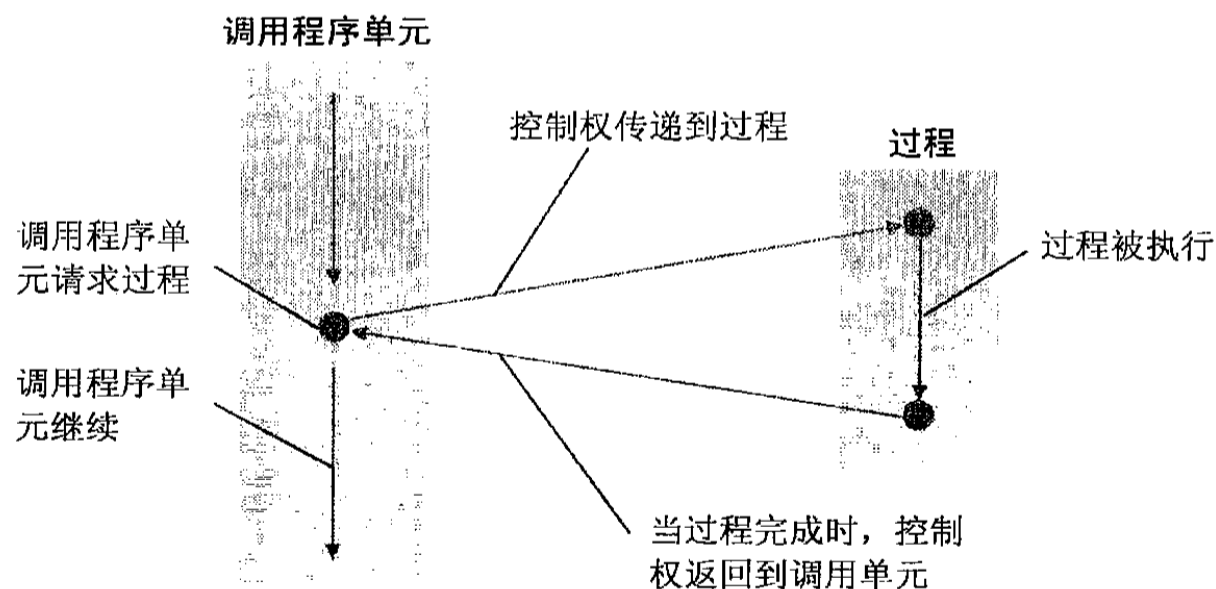 调用程序单元
控制权传递到过程
过程
调用程序单
元请求过程
过程被执行
调用程序单
元继续
当过程完成时，控制
权返回到调用单元